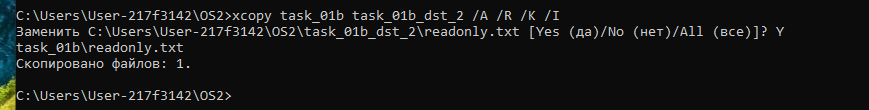 C:\Users\User-217f3142\OS2>xcopy task_01b task_01b_dst_2 /A /R /K /I
Заменить C:\Users\User-217f3142\OS2\task_01b_dst_2\readonly.txt [Yes (да)/No (нет)/All (все)]? Y
task_01b\readonly.txt
Скопировано файлов: 1.
C:\Users\User-217f3142\OS2>